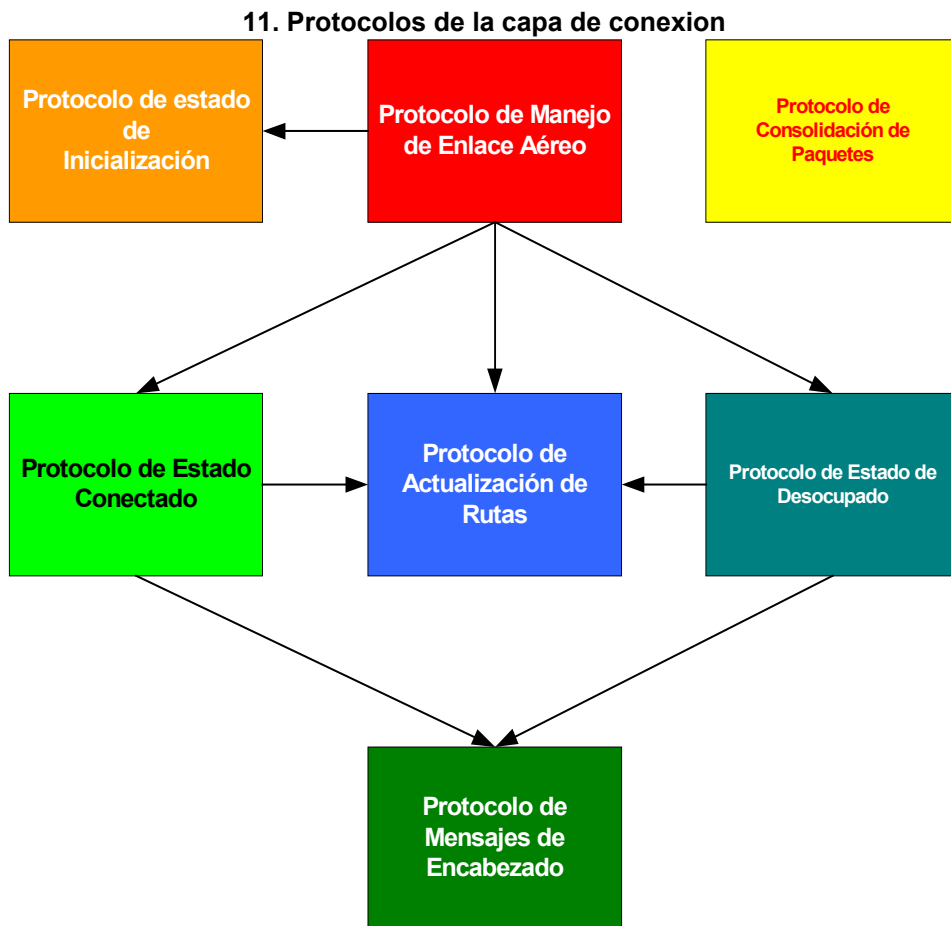 11. Protocolos de la capa de conexion
Protocolo de estado
de
Inicialización
Protocolo de Manejo
de Enlace Aéreo
Protocolo de
Consolidación de
Paquetes
Protocolo de Estado
Conectado
Protocolo de
Actualización de
Rutas
Protocolo de Estado de
Desocupado
Protocolo de
Mensajes de
Encabezado